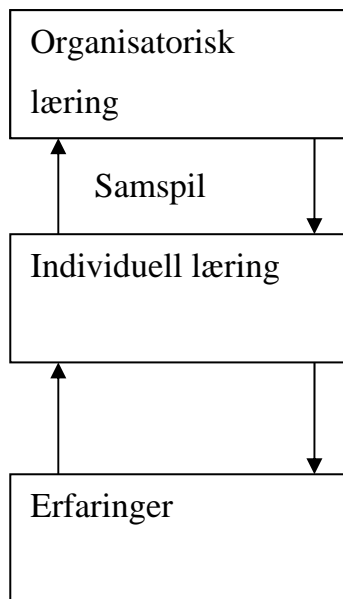 Organisatorisk
læring
Samspil
Individuell læring
Erfaringer